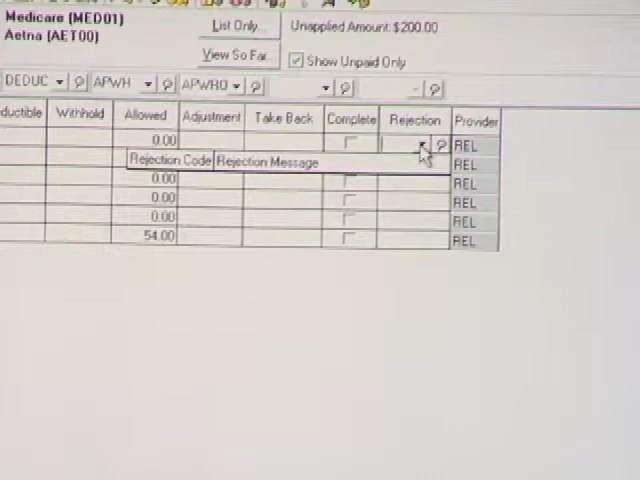 Medicare (MED01) List Only... Unapplied Amount: $200.00
Aetna (AET00)
View So Far... Show Unpaid Only
DEDUC APWH APWRO
ductible Withhold Allowed Adjustment Take Back Complete Rejection Provider
0.00 REL
Rejection Code Rejection Message REL
0.00 REL
0.00 REL
0.00 REL
54.00 REL